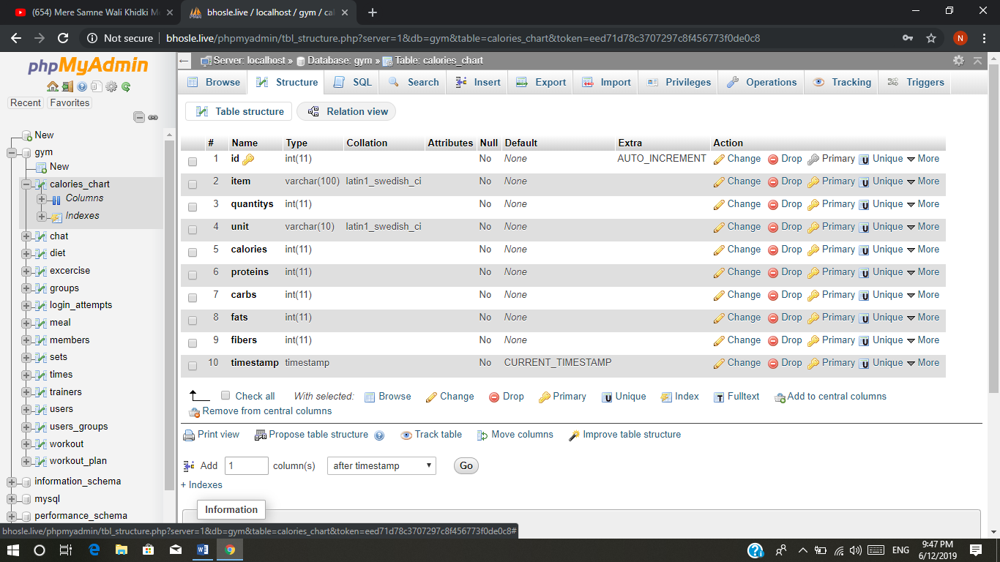 (654) Mere Samne Wali Khidki M
bhosle.live / localhost / gym / cal
Not secure | bhosle.live/phpmyadmin/tbl_structure.php?server=1&db=gym&table=calories_chart&token=eed71d78c3707297c8f456773f0de0c8
N
phpMyAdmin
Recent Favorites
New
gym
New
calories_chart
Columns
Indexes
chat
diet
excercise
groups
login_attempts
meal
members
sets
times
trainers
users
users_groups
workout
workout_plan
information_schema
mysql
performance_schema
Server: localhost » Database: gym » Table: calories_chart
Browse Structure SQL Search Insert Export Import Privileges Operations Tracking Triggers
Table structure Relation view
# Name Type Collation Attributes Null Default Extra Action
1 id int(11) No None AUTO_INCREMENT Change Drop Primary Unique More
2 item varchar(100) latin1_swedish_ci No None Change Drop Primary Unique More
3 quantitys int(11) No None Change Drop Primary Unique More
4 unit varchar(10) latin1_swedish_ci No None Change Drop Primary Unique More
5 calories int(11) No None Change Drop Primary Unique More
6 proteins int(11) No None Change Drop Primary Unique More
7 carbs int(11) No None Change Drop Primary Unique More
8 fats int(11) No None Change Drop Primary Unique More
9 fibers int(11) No None Change Drop Primary Unique More
10 timestamp timestamp No CURRENT_TIMESTAMP Change Drop Primary Unique More
Check all With selected: Browse Change Drop Primary Unique Index Fulltext Add to central columns
Remove from central columns
Print view Propose table structure Track table Move columns Improve table structure
Add 1 column(s) after timestamp Go
+ Indexes
Information
bhosle.live/phpmyadmin/tbl_structure.php?server=1&db=gym&table=calories_chart&token=eed71d78c3707297c8f456773f0de0c8#
ENG
9:47 PM
6/12/2019